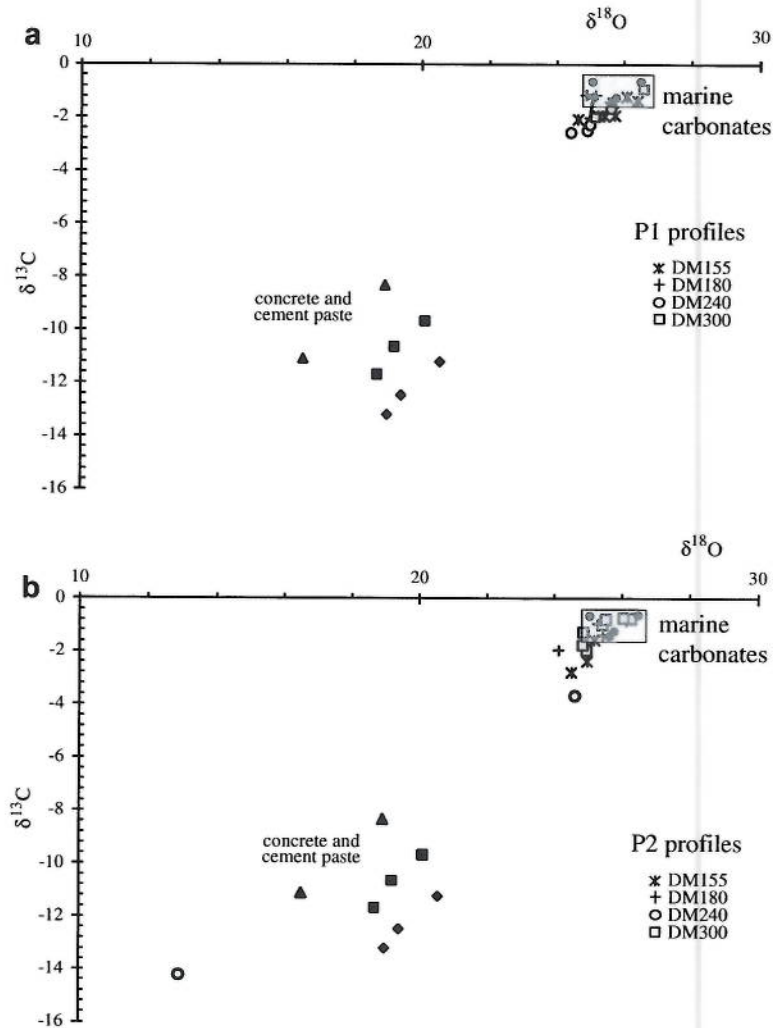 a
δ18O
10 20 30
0
-2
-4
-6
-8
-10
-12
-14
-16
δ13C
marine
carbonates
P1 profiles
DM155
DM180
DM240
DM300
concrete and
cement paste
b
δ18O
10 20 30
0
-2
-4
-6
-8
-10
-12
-14
-16
δ13C
marine
carbonates
concrete and
cement paste
P2 profiles
DM155
DM180
DM240
DM300